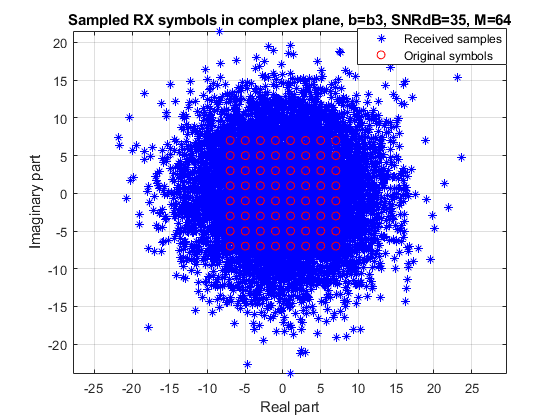 Sampled RX symbols in complex plane, b=b3, SNRdB=35, M=64
Received samples
Original symbols
20
15
10
5
0
-5
-10
-15
-20
Imaginary part
-25 -20 -15 -10 -5 0 5 10 15 20 25
Real part